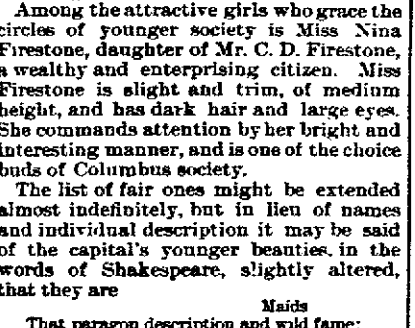 Among the attractive girls who grace the
circles of younger society is Miss Nina
Firestone, daughter of Mr. C. D. Firestone,
a wealthy and enterprising citizen. Miss
Firestone is slight and trim, of medium
height, and has dark hair and large eyes.
She commands attention by her bright and
interesting manner, and is one of the choice
buds of Columbus society.
The list of fair ones might be extended
almost indefinitely, but in lieu of names
and individual description it may be said
of the capital's younger beauties, in the
words of Shakespeare, slightly altered,
that they are
Maids
That paragon description and wild fame;